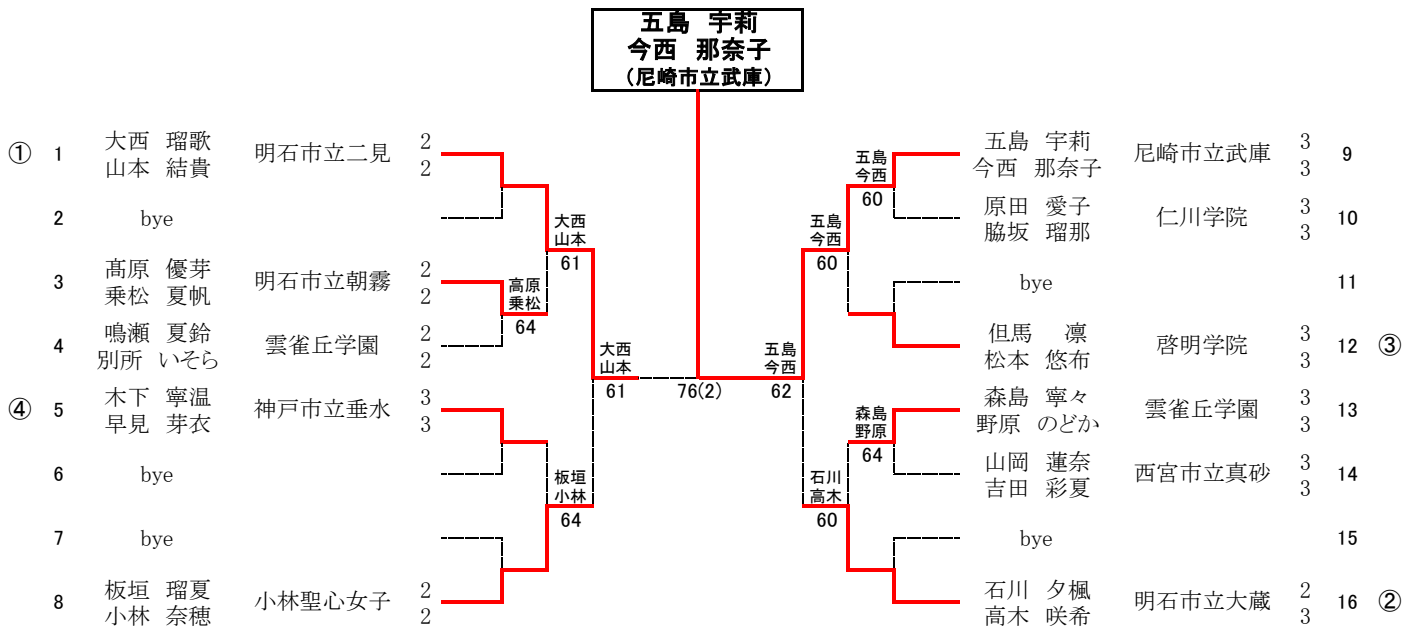 五島 宇莉
今西 那奈子
(尼崎市立武庫)
① 1 大西 瑠歌 明石市立二見 2
山本 結貴 2
2 bye
3 髙原 優芽 明石市立朝霧 2
乗松 夏帆 2
4 鳴瀬 夏鈴 雲雀丘学園 2
別所 いそら 2
④ 5 木下 寧温 神戸市立垂水 3
早見 芽衣 3
6 bye
7 bye
8 板垣 瑠夏 小林聖心女子 2
小林 奈穂 2
高原
乗松
64
大西
山本
61
板垣
小林
64
大西
山本
61
76(2)
五島
今西
62
五島
今西
60
石川
高木
60
五島
今西
60
森島
野原
64
五島 宇莉 尼崎市立武庫 3 9
今西 那奈子 3
原田 愛子 仁川学院 3 10
脇坂 瑠那 3
bye 11
但馬 凛 啓明学院 3 12 ③
松本 悠布 3
森島 寧々 雲雀丘学園 3 13
野原 のどか 3
山岡 蓮奈 西宮市立真砂 3 14
吉田 彩夏 3
bye 15
石川 夕楓 明石市立大蔵 2 16 ②
高木 咲希 3